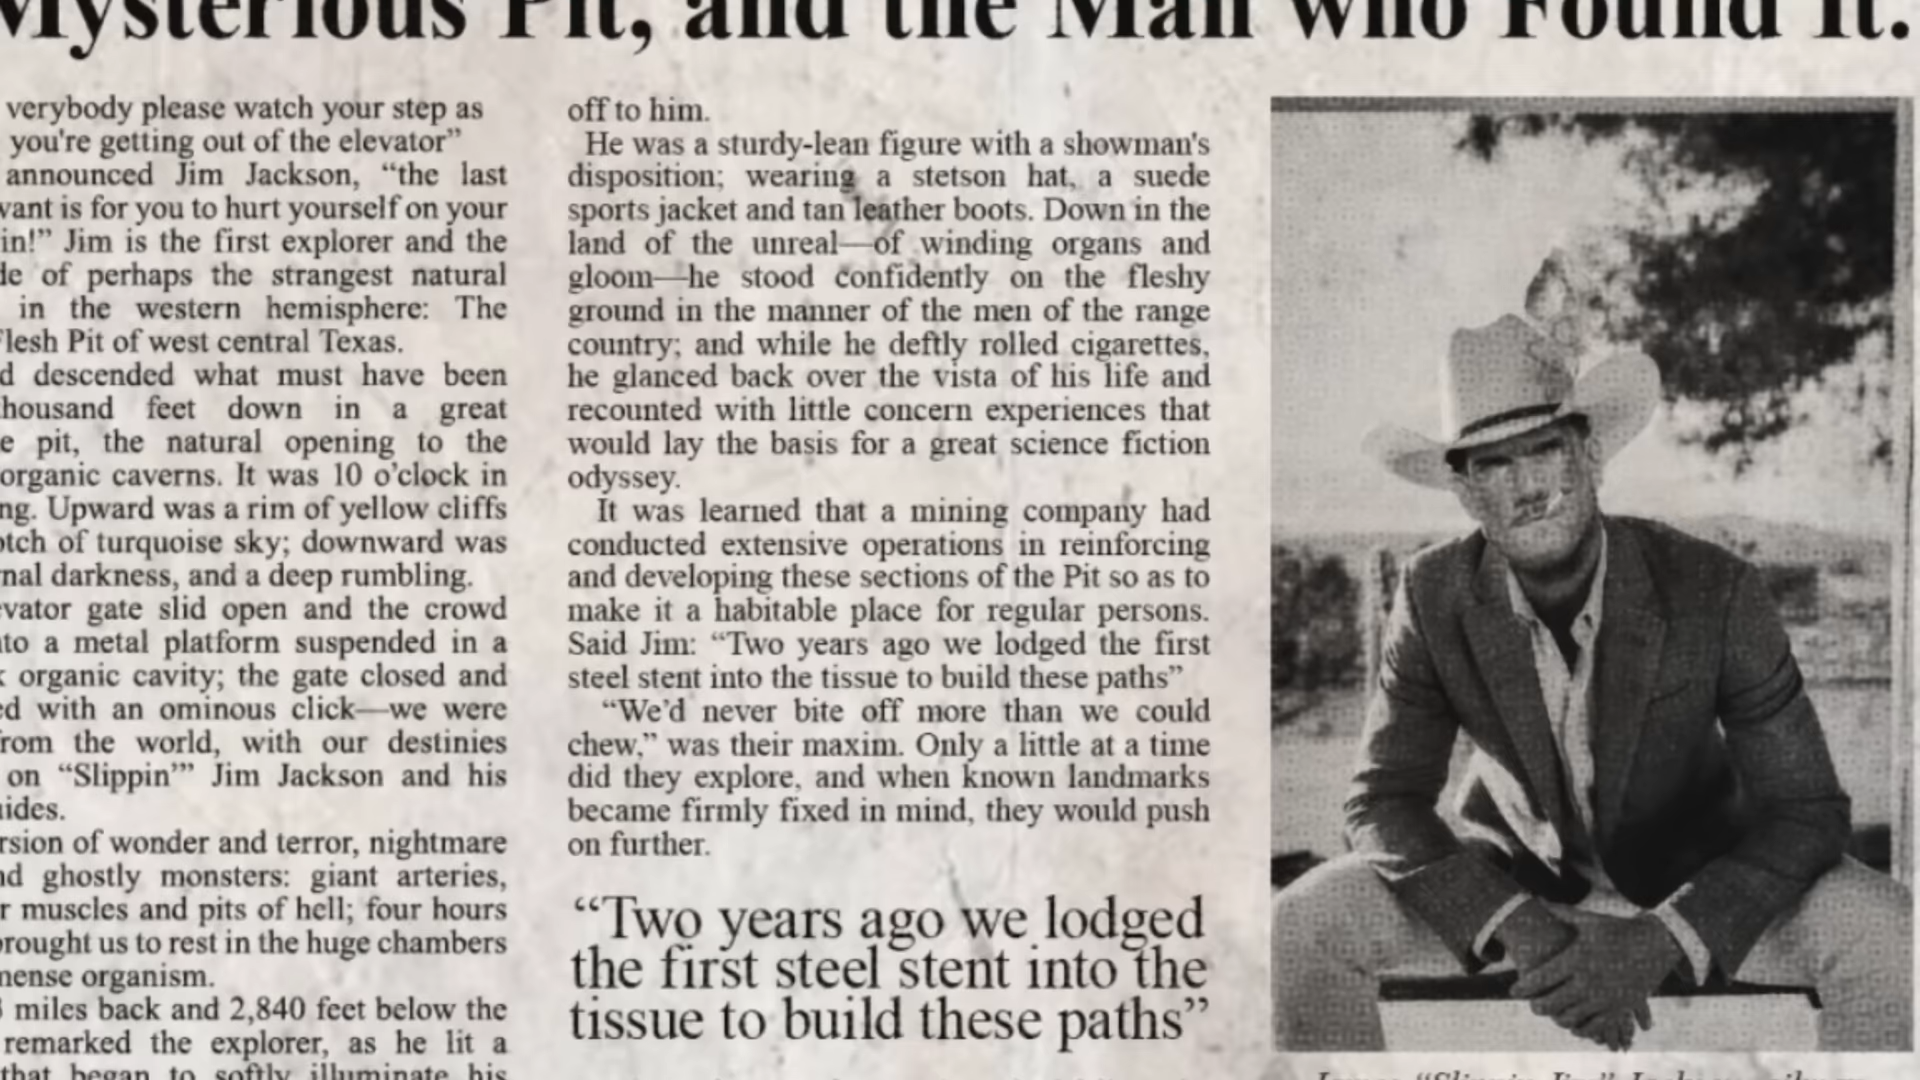 Mysterious Pit, and the Man who Found It.
verybody please watch your step as
you're getting out of the elevator”
announced Jim Jackson, “the last
want is for you to hurt yourself on your
in!” Jim is the first explorer and the
of perhaps the strangest natural
in the western hemisphere: The
Flesh Pit of west central Texas.
descended what must have been
housand feet down in a great
pit, the natural opening to the
organic caverns. It was 10 o’clock in
ng. Upward was a rim of yellow cliffs
otch of turquoise sky; downward was
nal darkness, and a deep rumbling.
vator gate slid open and the crowd
to a metal platform suspended in a
organic cavity; the gate closed and
ed with an ominous click—we were
from the world, with our destinies
on “Slippin’” Jim Jackson and his
uides.
rsion of wonder and terror, nightmare
nd ghostly monsters: giant arteries,
r muscles and pits of hell; four hours
brought us to rest in the huge chambers
mense organism.
miles back and 2,840 feet below the
remarked the explorer, as he lit a
that began to softly illuminate his
off to him.
He was a sturdy-lean figure with a showman's
disposition; wearing a stetson hat, a suede
sports jacket and tan leather boots. Down in the
land of the unreal—of winding organs and
gloom—he stood confidently on the fleshy
ground in the manner of the men of the range
country; and while he deftly rolled cigarettes,
he glanced back over the vista of his life and
recounted with little concern experiences that
would lay the basis for a great science fiction
odyssey.
It was learned that a mining company had
conducted extensive operations in reinforcing
and developing these sections of the Pit so as to
make it a habitable place for regular persons.
Said Jim: “Two years ago we lodged the first
steel stent into the tissue to build these paths”
“We’d never bite off more than we could
chew,” was their maxim. Only a little at a time
did they explore, and when known landmarks
became firmly fixed in mind, they would push
on further.
“Two years ago we lodged
the first steel stent into the
tissue to build these paths”